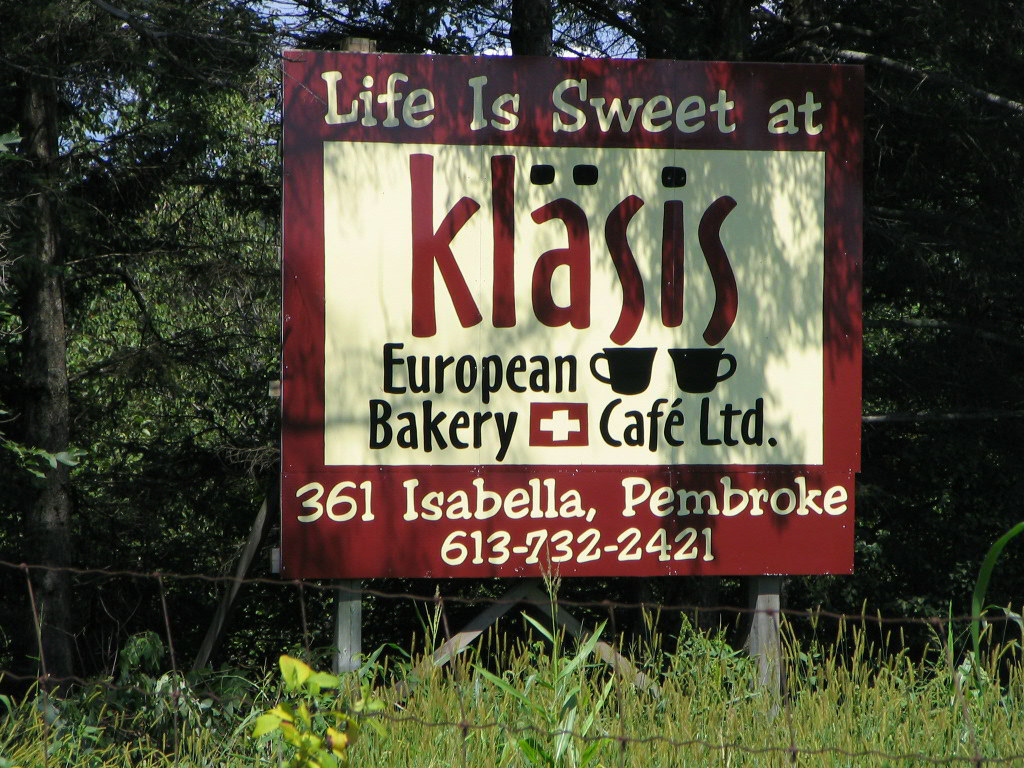 Life Is Sweet at
kläsis
European
Bakery Café Ltd.
361 Isabella, Pembroke
613-732-2421